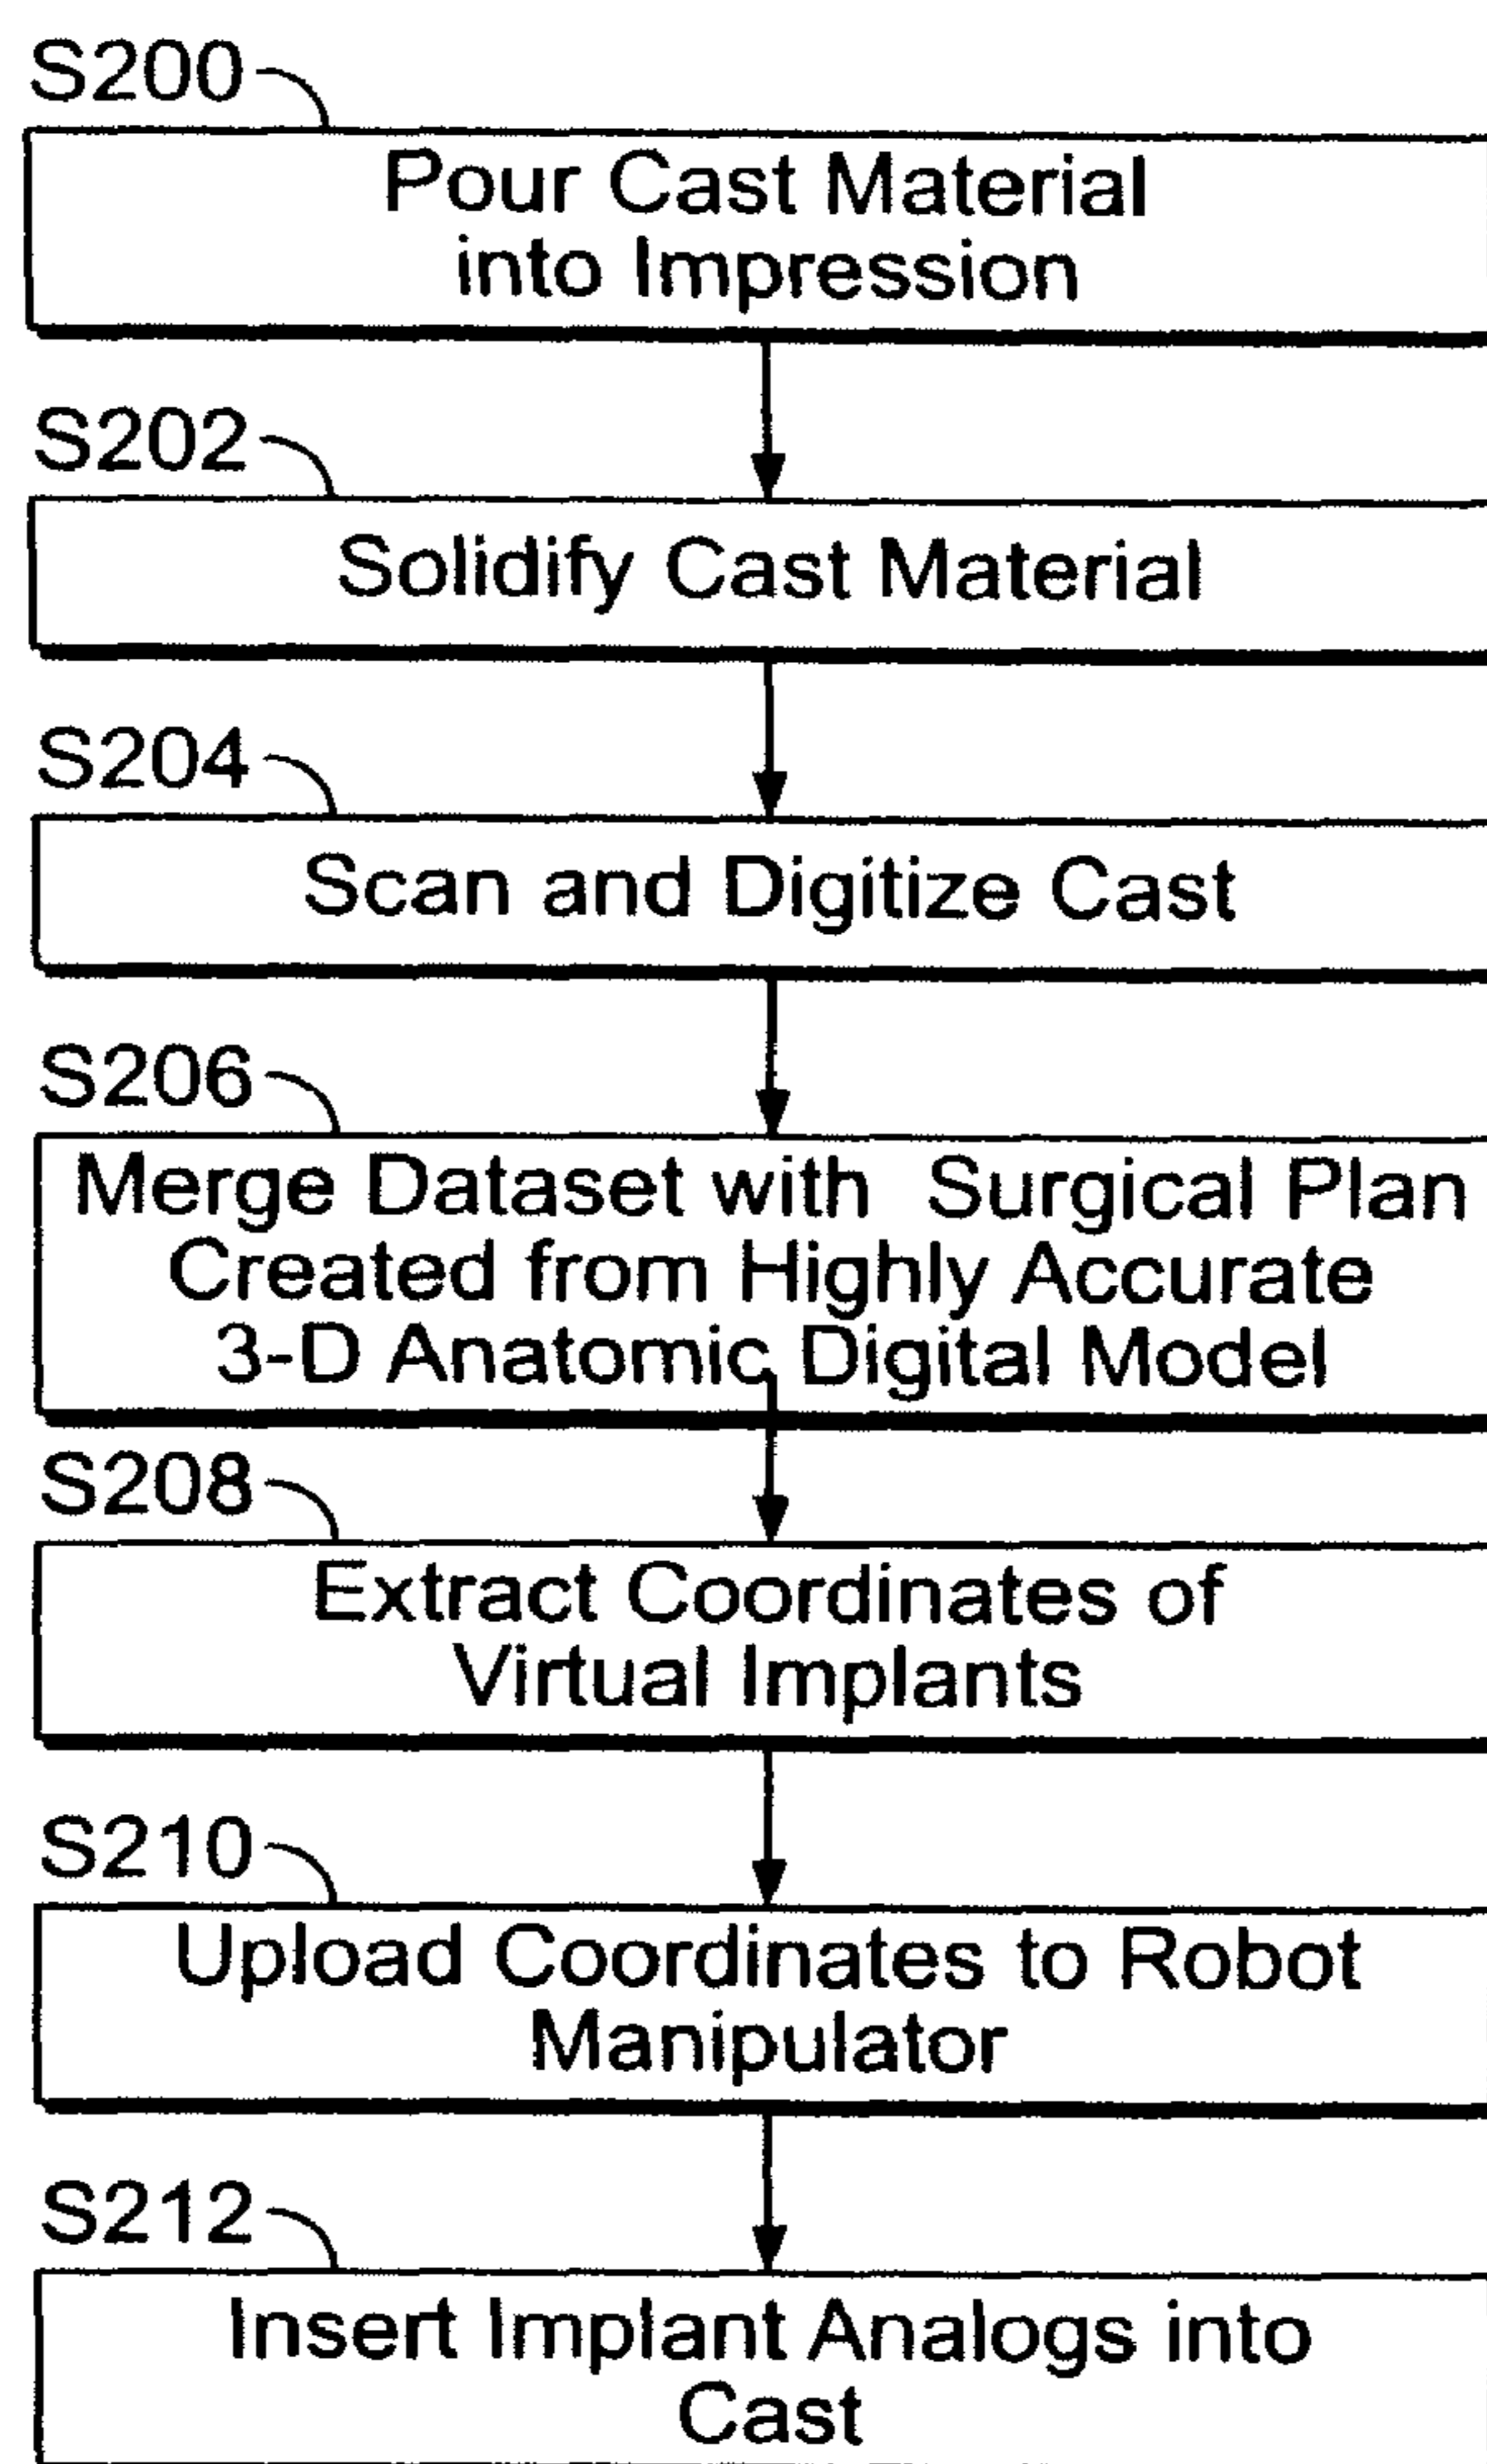 S200
Pour Cast Material
into Impression
S202
Solidify Cast Material
S204
Scan and Digitize Cast
S206
Merge Dataset with Surgical Plan
Created from Highly Accurate
3-D Anatomic Digital Model
S208
Extract Coordinates of
Virtual Implants
S210
Upload Coordinates to Robot
Manipulator
S212
Insert Implant Analogs into
Cast